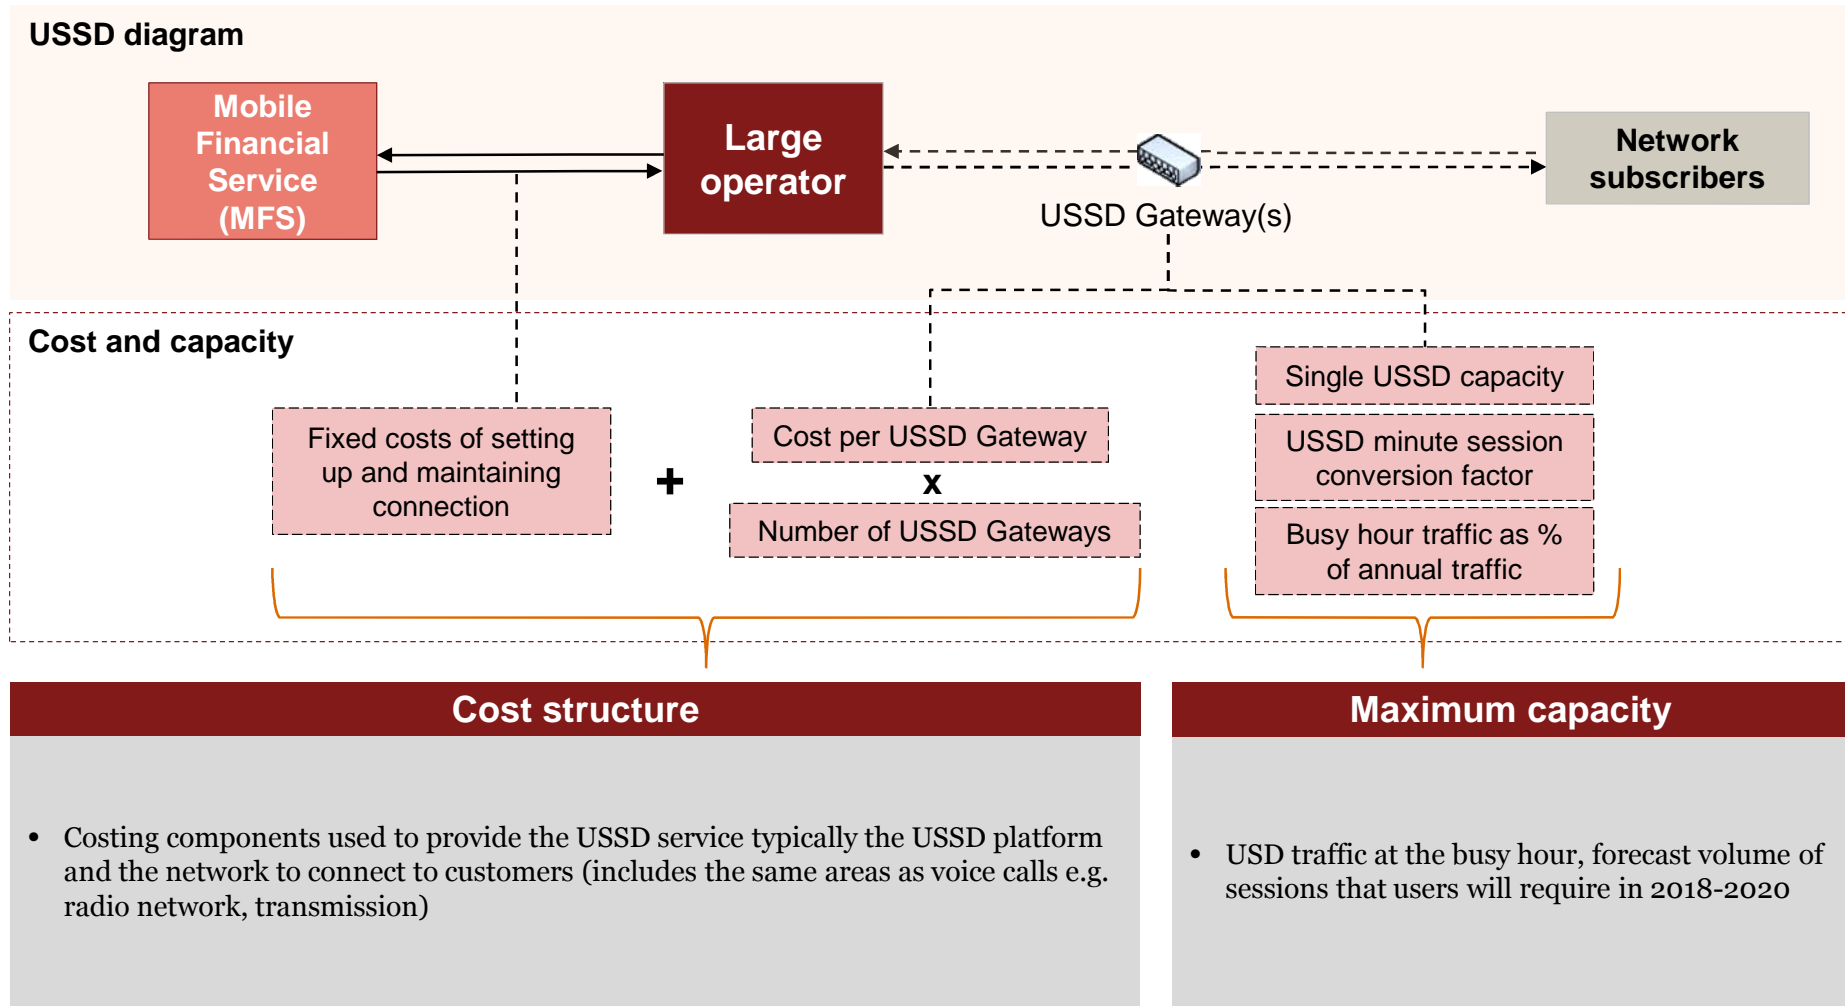 USSD diagram
Mobile
Financial
Service
(MFS)
Large
operator
USSD Gateway(s)
Network
subscribers
Cost and capacity
Fixed costs of setting
up and maintaining
connection
+
Cost per USSD Gateway
x
Number of USSD Gateways
Single USSD capacity
USSD minute session
conversion factor
Busy hour traffic as %
of annual traffic
Cost structure
• Costing components used to provide the USSD service typically the USSD platform
and the network to connect to customers (includes the same areas as voice calls e.g.
radio network, transmission)
Maximum capacity
• USD traffic at the busy hour, forecast volume of
sessions that users will require in 2018-2020